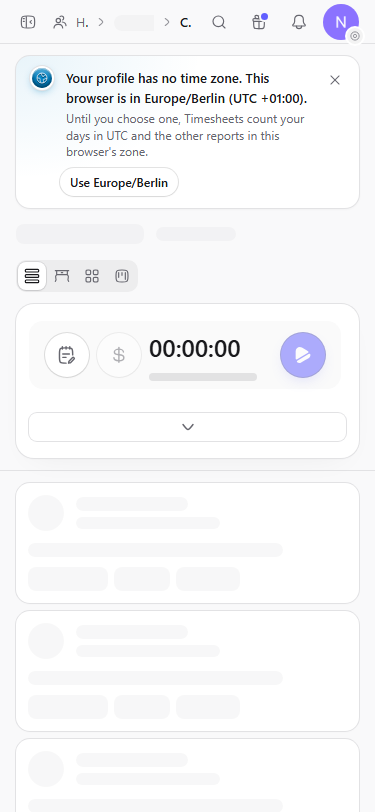 H.
C.
N
Your profile has no time zone. This
browser is in Europe/Berlin (UTC +01:00).
Until you choose one, Timesheets count your
days in UTC and the other reports in this
browser's zone.
Use Europe/Berlin
$ 00:00:00